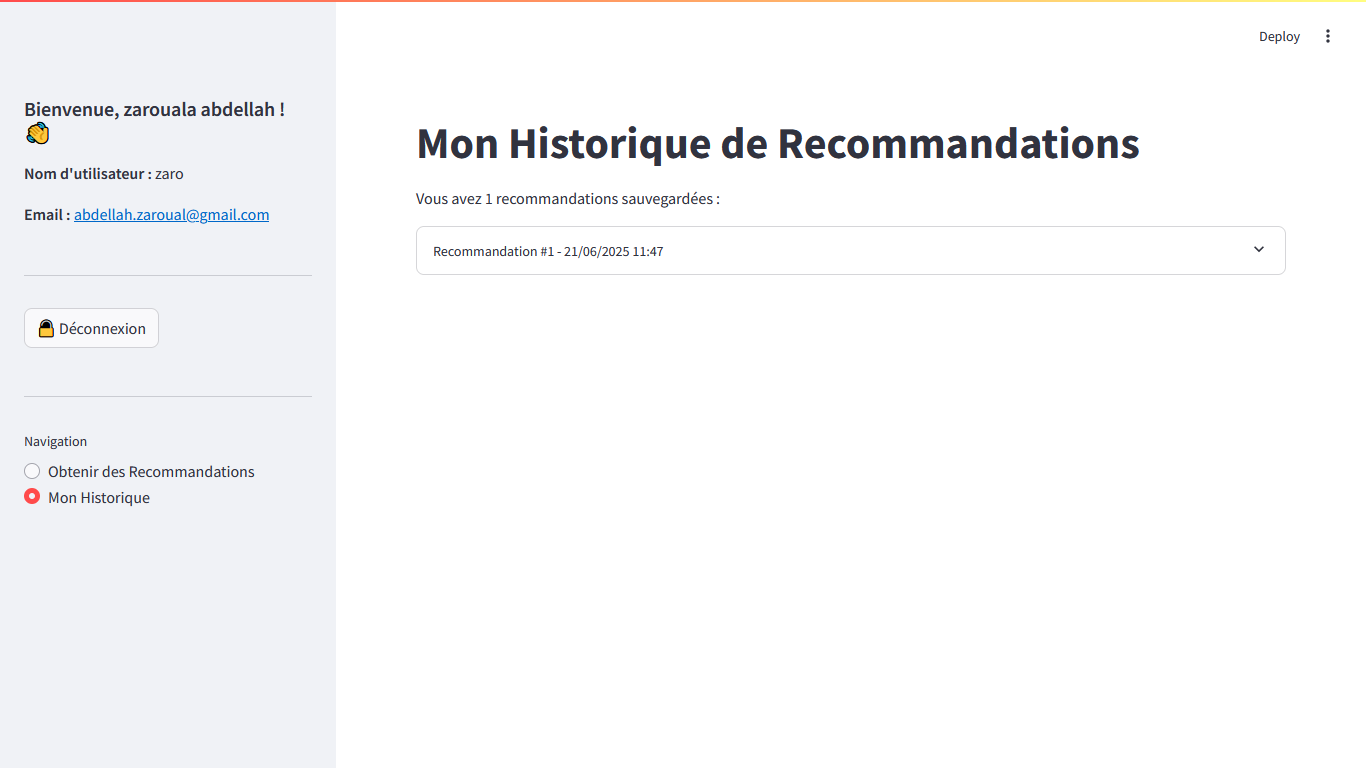 Deploy
Bienvenue, zarouala abdellah !
👏
Nom d'utilisateur : zaro
Email : abdellah.zaroual@gmail.com
Déconnexion
Navigation
Obtenir des Recommandations
Mon Historique
Mon Historique de Recommandations
Vous avez 1 recommandations sauvegardées :
Recommandation #1 - 21/06/2025 11:47